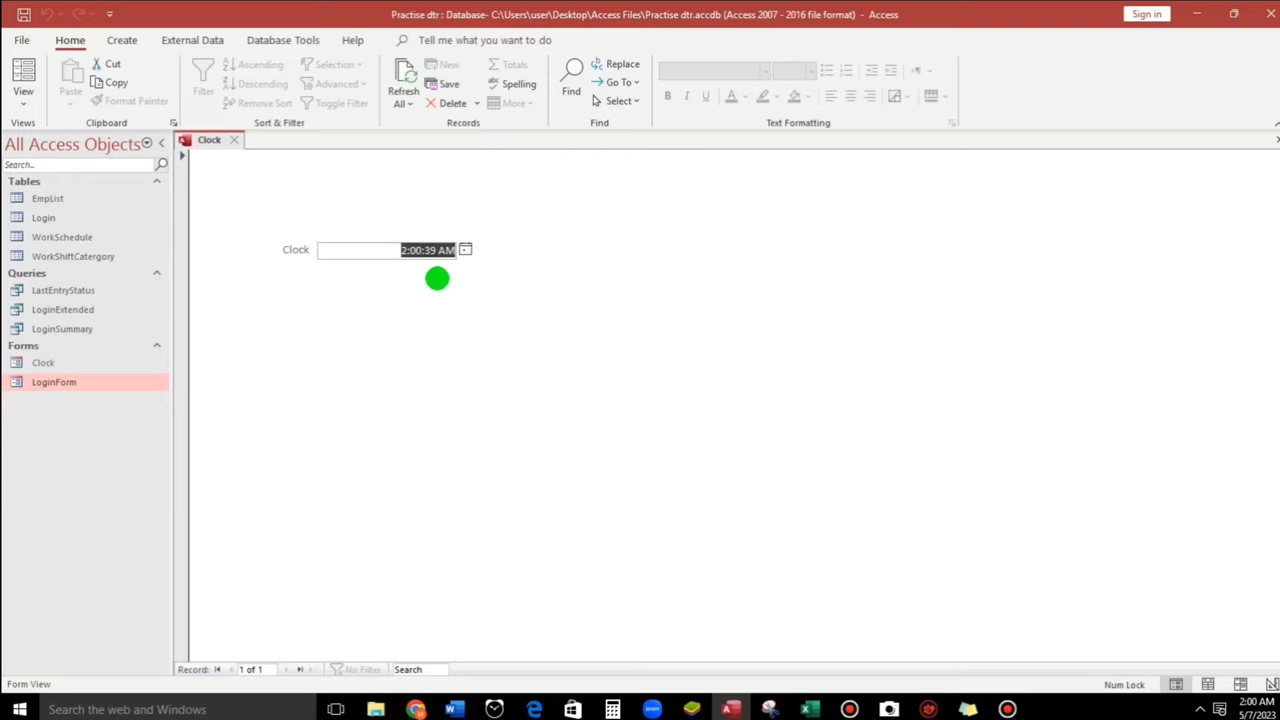 Practise dtr : Database- C:\Users\user\Desktop\Access Files\Practise dtr.accdb (Access 2007 - 2016 file format) - Access
Sign in
File Home Create External Data Database Tools Help Tell me what you want to do
View
Views
Paste
Cut
Copy
Format Painter
Clipboard
Filter
Ascending
Descending
Remove Sort
Selection
Advanced
Toggle Filter
Sort & Filter
Refresh
All
New
Save
Delete
Totals
Spelling
More
Records
Find
Replace
Go To
Select
Find
B I U A
Text Formatting
All Access Objects
Search...
Tables
EmpList
Login
WorkSchedule
WorkShiftCatergory
Queries
LastEntryStatus
LoginExtended
LoginSummary
Forms
Clock
LoginForm
Clock
Clock 2:00:39 AM
Record: 1 of 1 No Filter Search
Form View
Num Lock
Search the web and Windows
2:00 AM
5/7/2023